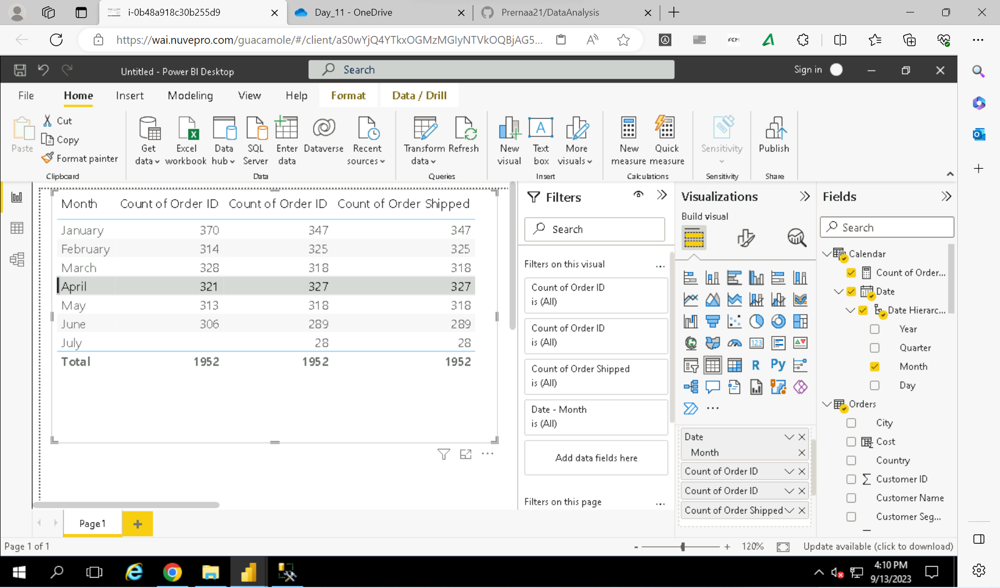 i-0b48a918c30b255d9
Day_11 - OneDrive
Prernaa21/DataAnalysis
https://wai.nuvepro.com/guacamole/#/client/aS0wYjQ4YTkxOGMzMGIyNTVkOQBjAG5...
Untitled - Power BI Desktop
Search
Sign in
File
Home
Insert
Modeling
View
Help
Format
Data / Drill
Paste
Cut
Copy
Format painter
Clipboard
Get data
Excel workbook
Data hub
SQL Server
Enter data
Dataverse
Recent sources
Data
Transform data
Refresh
Queries
New visual
Text box
More visuals
Insert
New measure
Quick measure
Calculations
Sensitivity
Sensitivity
Publish
Share
Month Count of Order ID Count of Order ID Count of Order Shipped
January 370 347 347
February 314 325 325
March 328 318 318
April 321 327 327
May 313 318 318
June 306 289 289
July 28 28
Total 1952 1952 1952
Filters
Search
Filters on this visual ...
Count of Order ID
is (All)
Count of Order ID
is (All)
Count of Order Shipped
is (All)
Date - Month
is (All)
Add data fields here
Filters on this page ...
Visualizations
Build visual
123
R
Py
...
Date
Month
Count of Order ID
Count of Order ID
Count of Order Shipped
Fields
Search
Calendar
Count of Order...
Date
Date Hierarc...
Year
Quarter
Month
Day
Orders
City
Cost
Country
Customer ID
Customer Name
Customer Seg...
Page 1
Page 1 of 1
- + 120%
Update available (click to download)
4:10 PM
9/13/2023